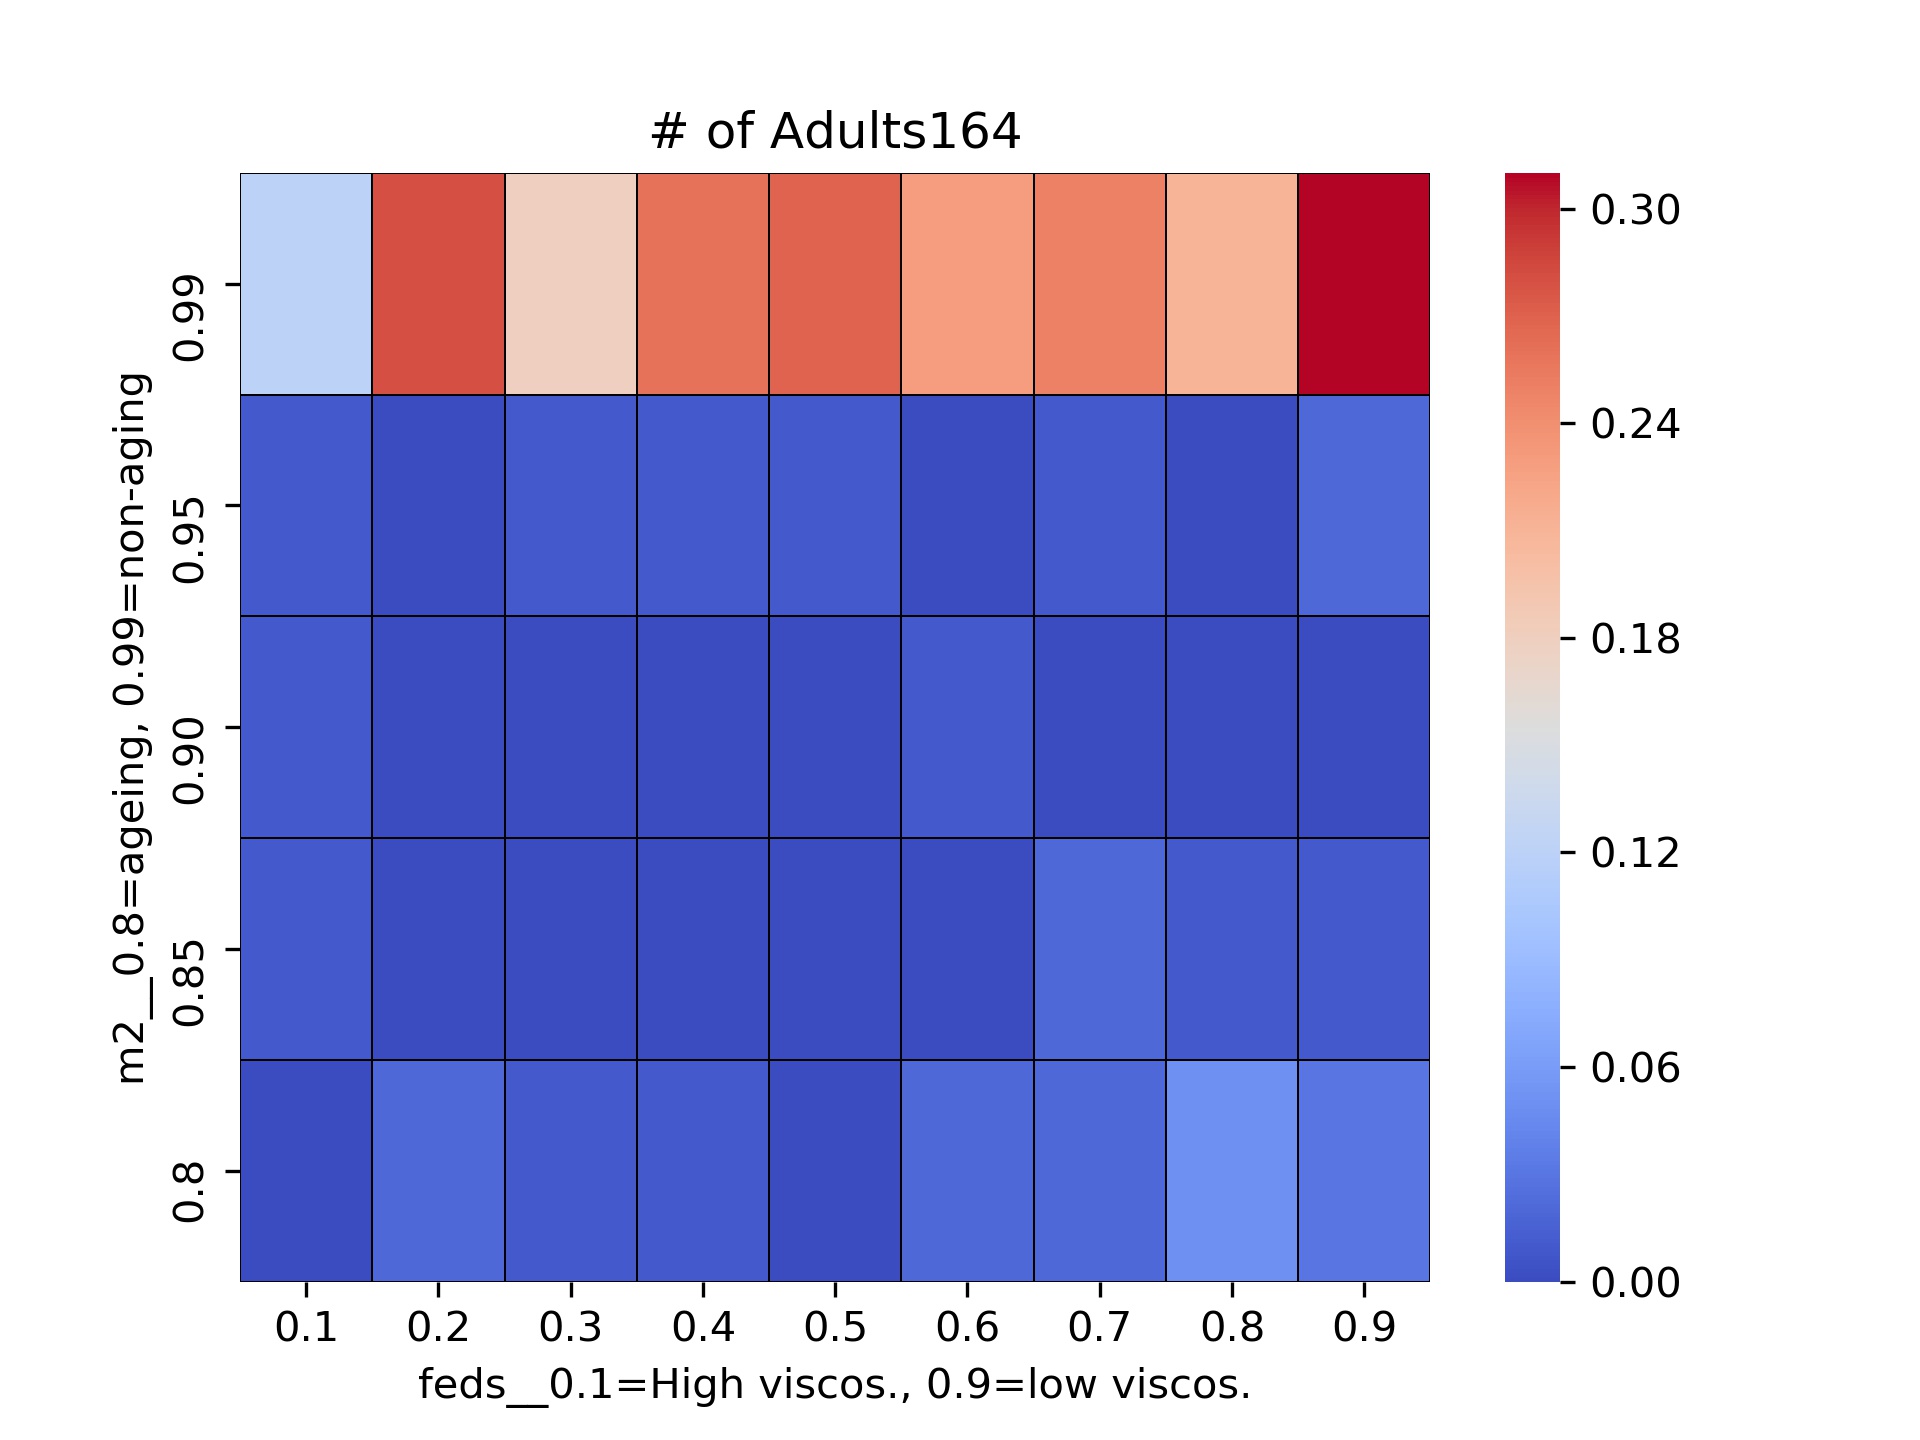 # of Adults164
m2__0.8=ageing, 0.99=non-aging
0.99
0.95
0.90
0.85
0.8
0.1 0.2 0.3 0.4 0.5 0.6 0.7 0.8 0.9
feds__0.1=High viscos., 0.9=low viscos.
0.30
0.24
0.18
0.12
0.06
0.00